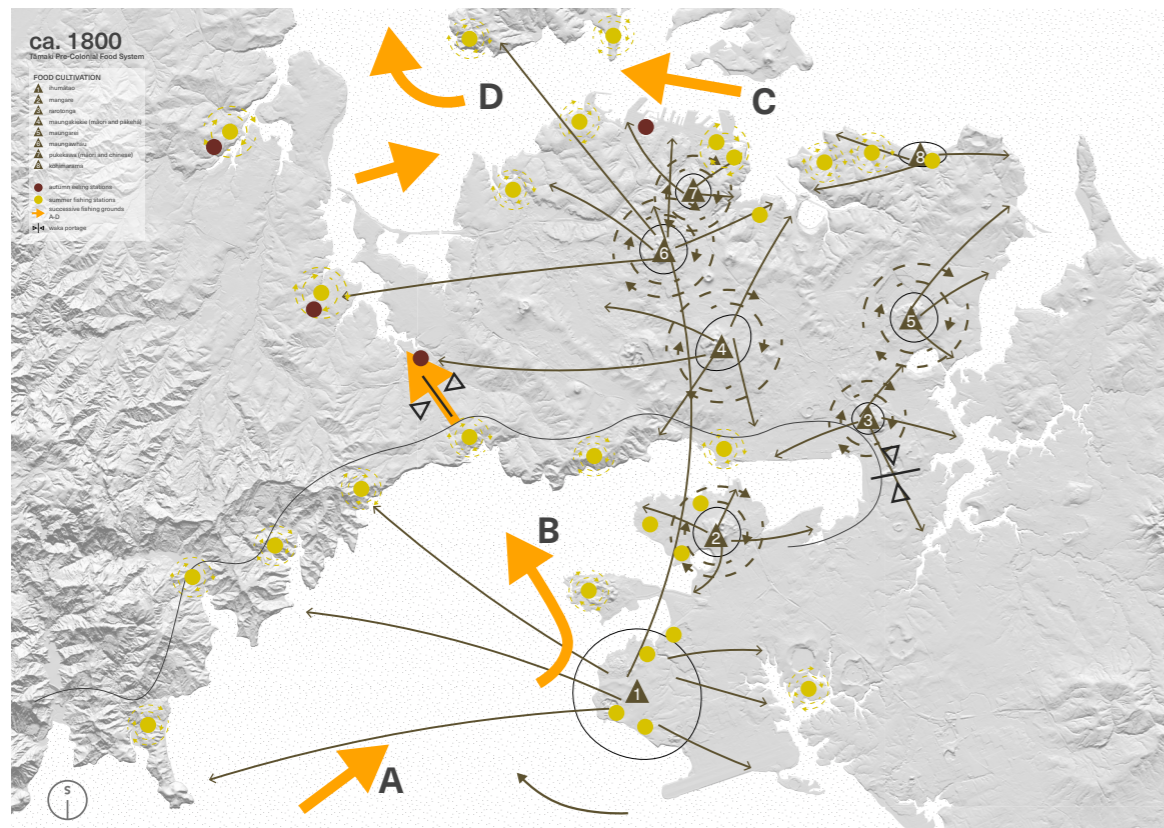 ca. 1800
Tāmaki Pre-Colonial Food System
FOOD CULTIVATION
1 ihumātao
2 mangere
3 rarotonga
4 maungakiekie (māori and pākehā)
5 maungarei
6 maungawhau
7 pukekawa (māori and chinese)
8 kohimarama
autumn eeling stations
summer fishing stations
successive fishing grounds
A-D
waka portage
D
C
7
8
6
5
4
3
2
B
1
A
S